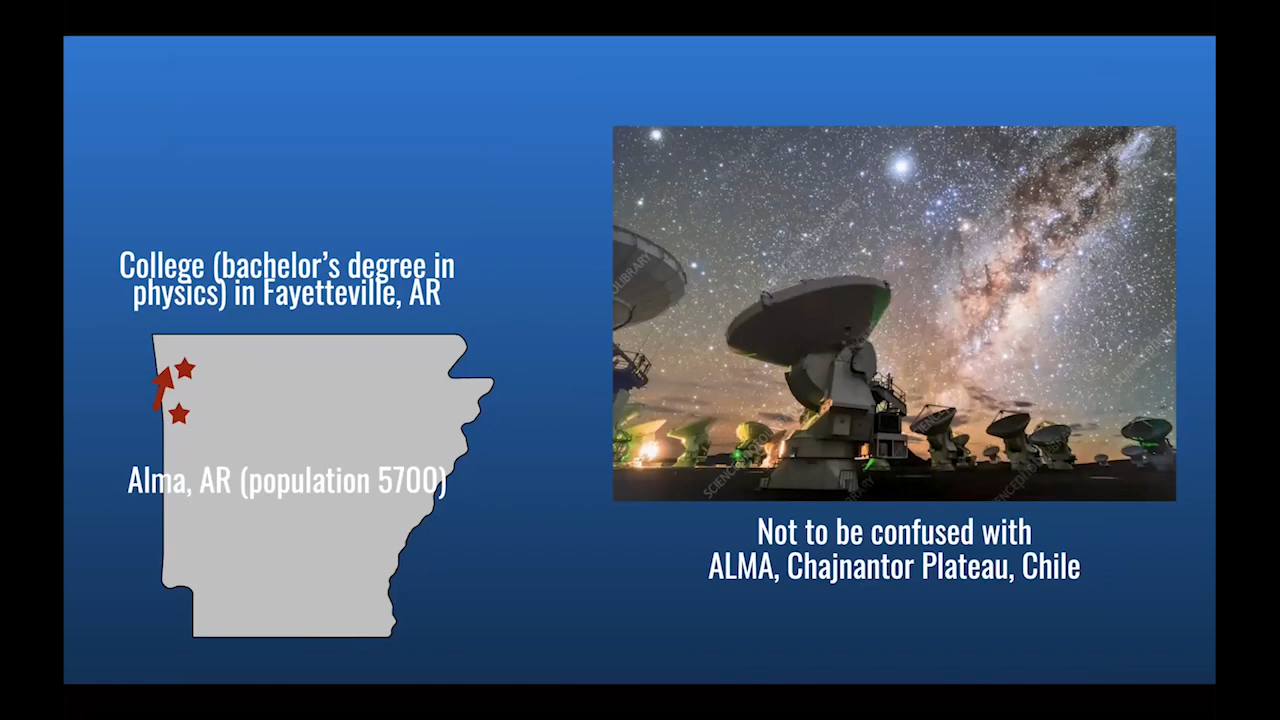 College (bachelor’s degree in
physics) in Fayetteville, AR
Alma, AR (population 5700)
Not to be confused with
ALMA, Chajnantor Plateau, Chile